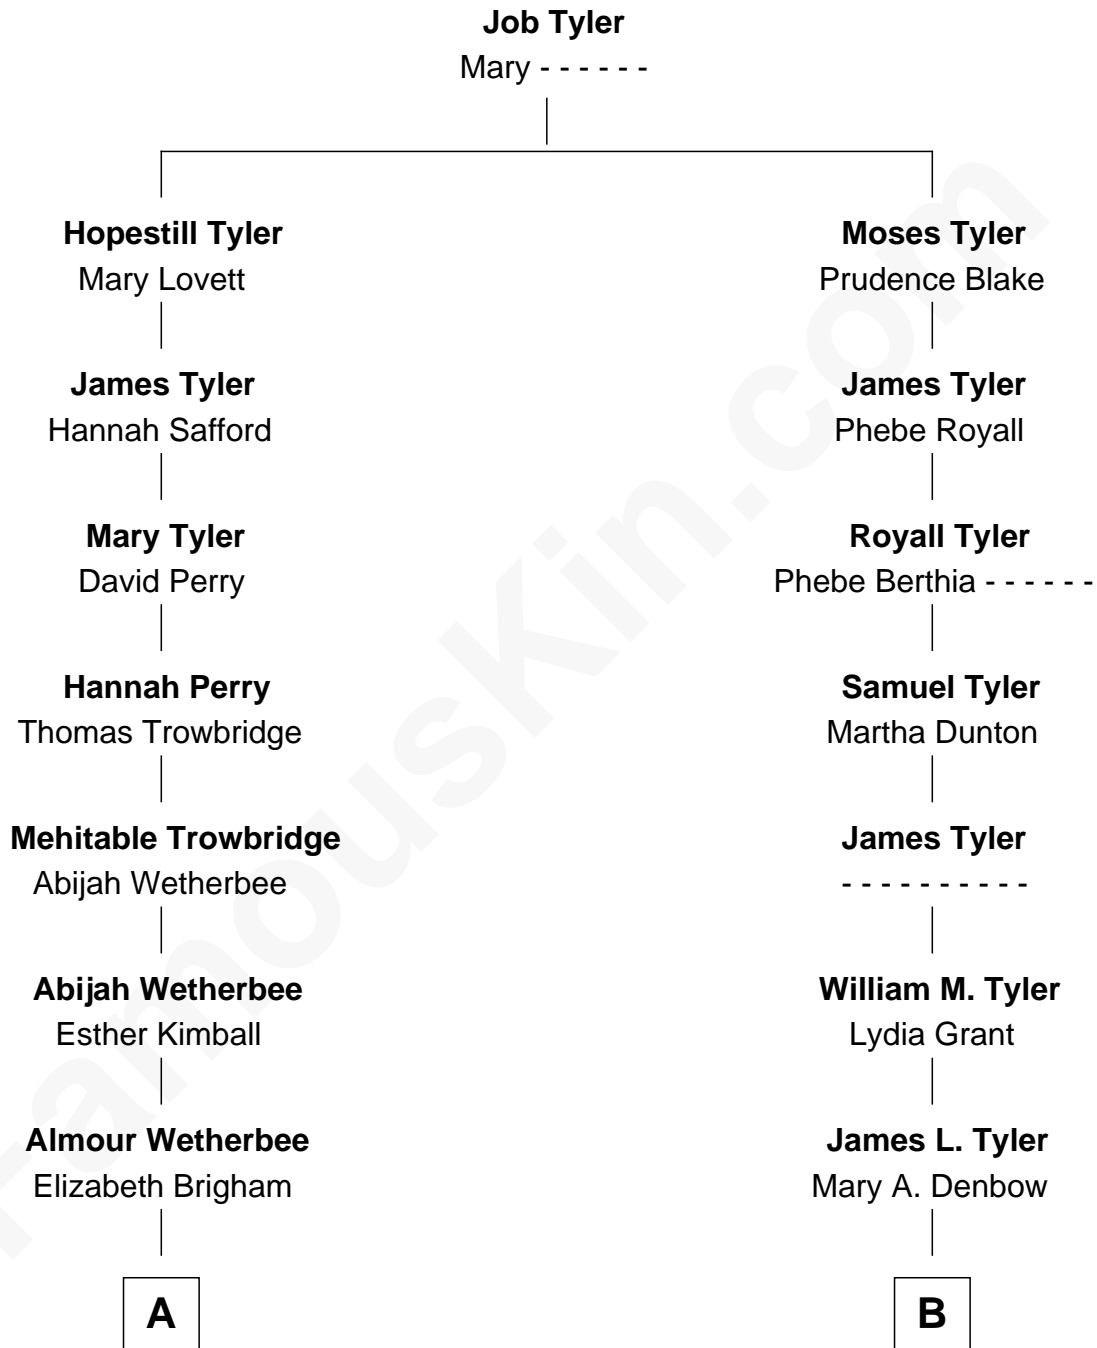 Job Tyler
Mary - - - - - -
Hopestill Tyler
Mary Lovett
James Tyler
Hannah Safford
Mary Tyler
David Perry
Hannah Perry
Thomas Trowbridge
Mehitable Trowbridge
Abijah Wetherbee
Abijah Wetherbee
Esther Kimball
Almour Wetherbee
Elizabeth Brigham
A
Moses Tyler
Prudence Blake
James Tyler
Phebe Royall
Royall Tyler
Phebe Berthia - - - - - -
Samuel Tyler
Martha Dunton
James Tyler
- - - - - - - - - -
William M. Tyler
Lydia Grant
James L. Tyler
Mary A. Denbow
B
FamousKin.com